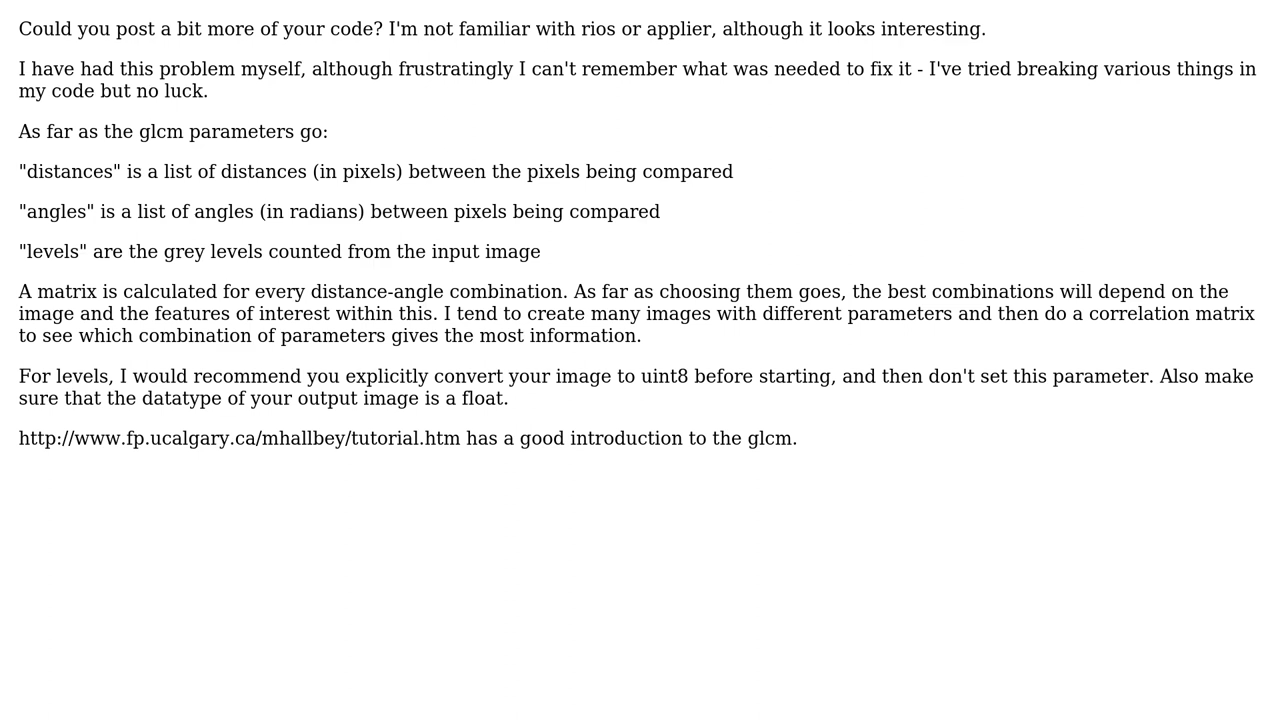 Could you post a bit more of your code? I'm not familiar with rios or applier, although it looks interesting.
I have had this problem myself, although frustratingly I can't remember what was needed to fix it - I've tried breaking various things in
my code but no luck.
As far as the glcm parameters go:
"distances" is a list of distances (in pixels) between the pixels being compared
"angles" is a list of angles (in radians) between pixels being compared
"levels" are the grey levels counted from the input image
A matrix is calculated for every distance-angle combination. As far as choosing them goes, the best combinations will depend on the
image and the features of interest within this. I tend to create many images with different parameters and then do a correlation matrix
to see which combination of parameters gives the most information.
For levels, I would recommend you explicitly convert your image to uint8 before starting, and then don't set this parameter. Also make
sure that the datatype of your output image is a float.
http://www.fp.ucalgary.ca/mhallbey/tutorial.htm has a good introduction to the glcm.